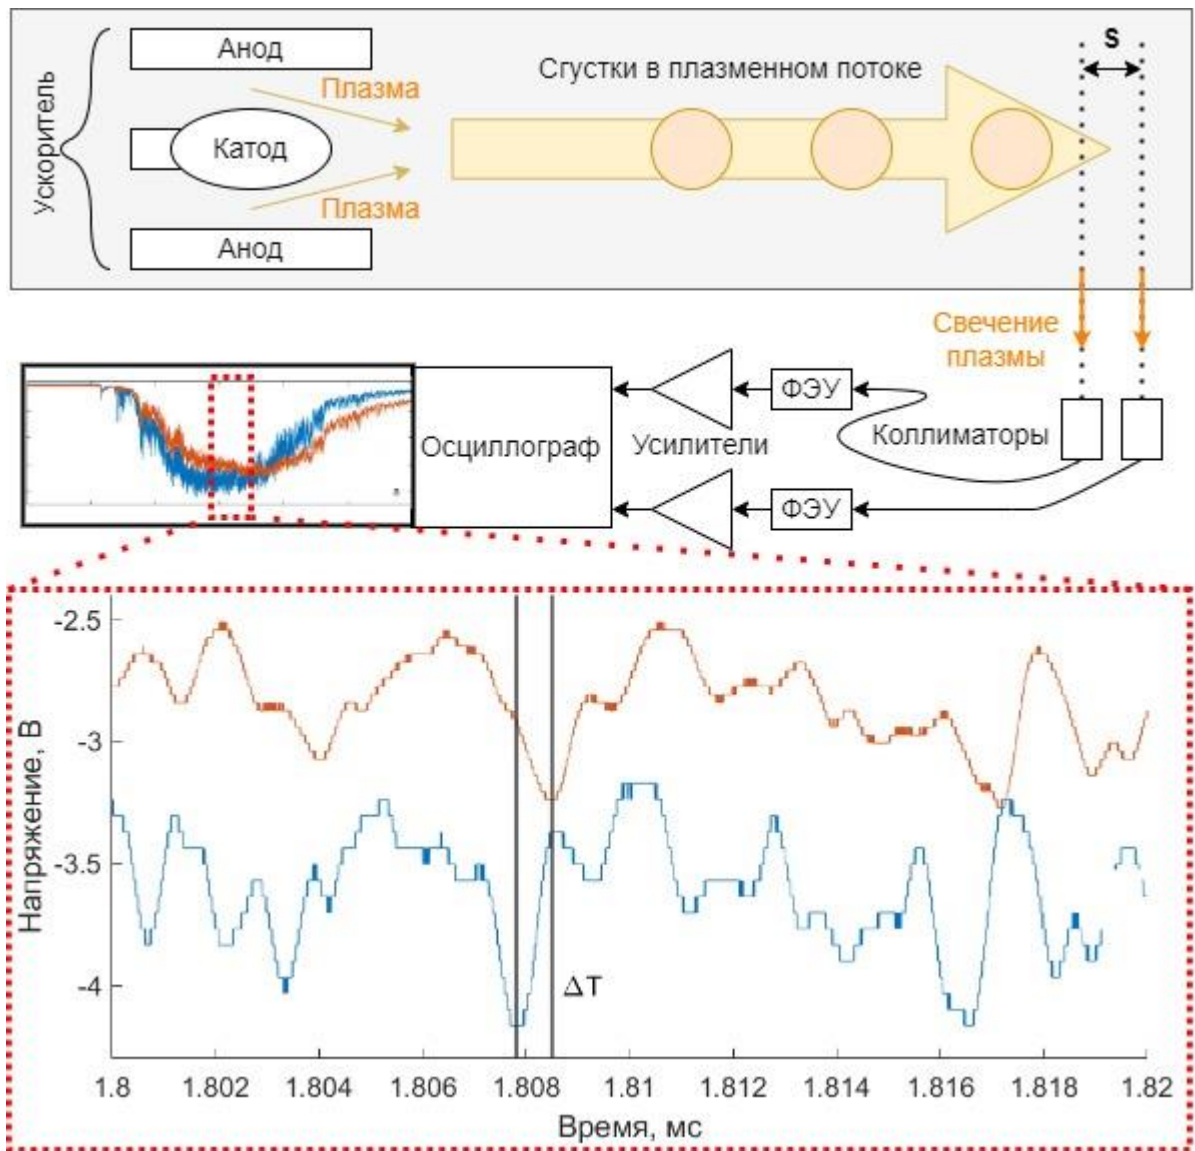 Анод
S
Сгустки в плазменном потоке
Плазма
Ускоритель
Катод
Плазма
Анод
Свечение
плазмы
ФЭУ
Осциллограф
Усилители
Коллиматоры
ФЭУ
-2.5
-3
-3.5
-4
Напряжение, В
ΔT
1.8
1.802
1.804
1.806
1.808
1.81
1.812
1.814
1.816
1.818
1.82
Время, мс